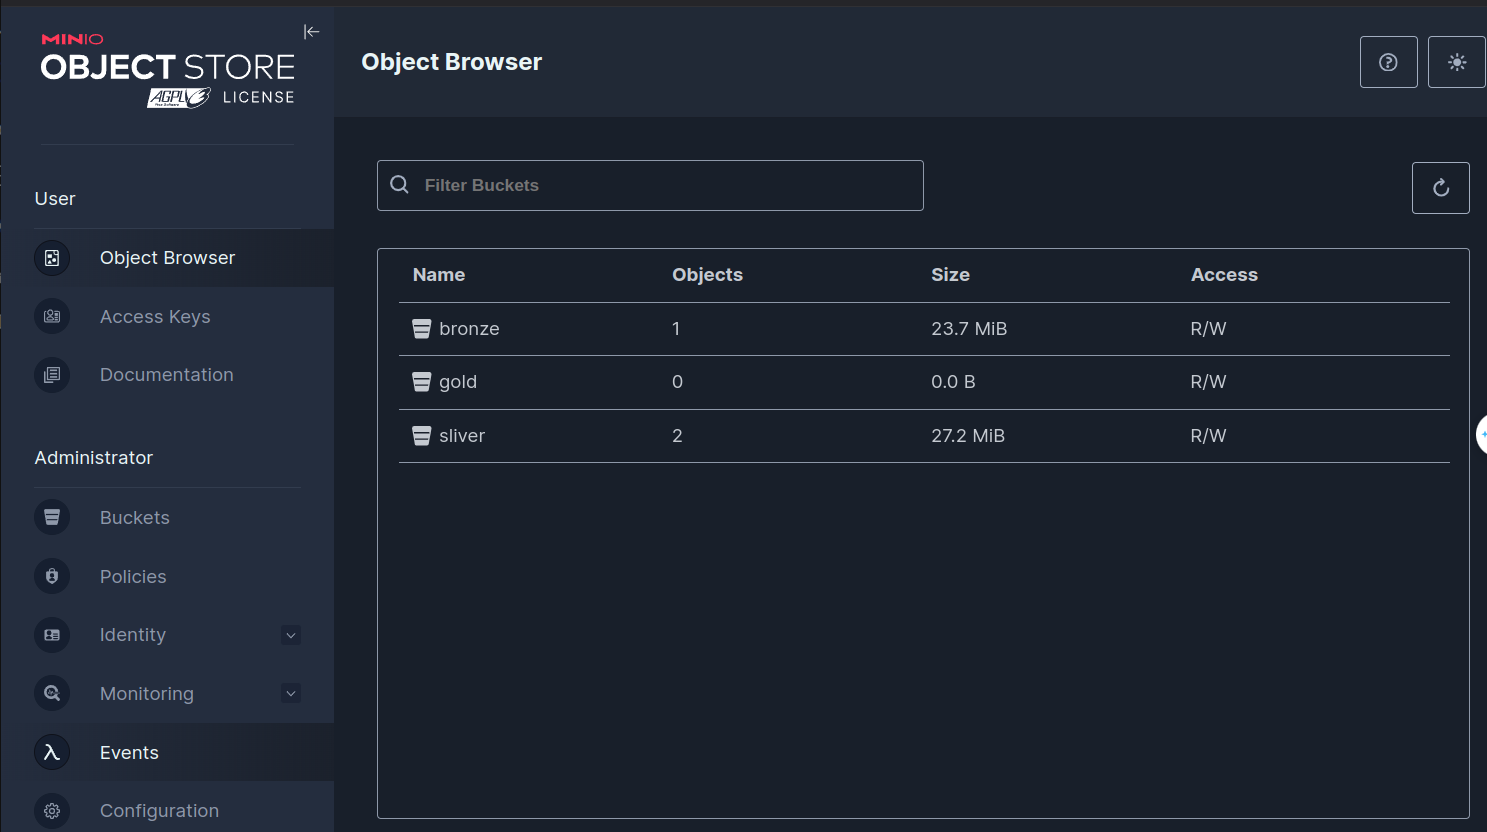 MINIO
OBJECT STORE
AGPL LICENSE
Object Browser
User
Object Browser
Access Keys
Documentation
Administrator
Buckets
Policies
Identity
Monitoring
Events
Configuration
Filter Buckets
Name Objects Size Access
bronze 1 23.7 MiB R/W
gold 0 0.0 B R/W
sliver 2 27.2 MiB R/W